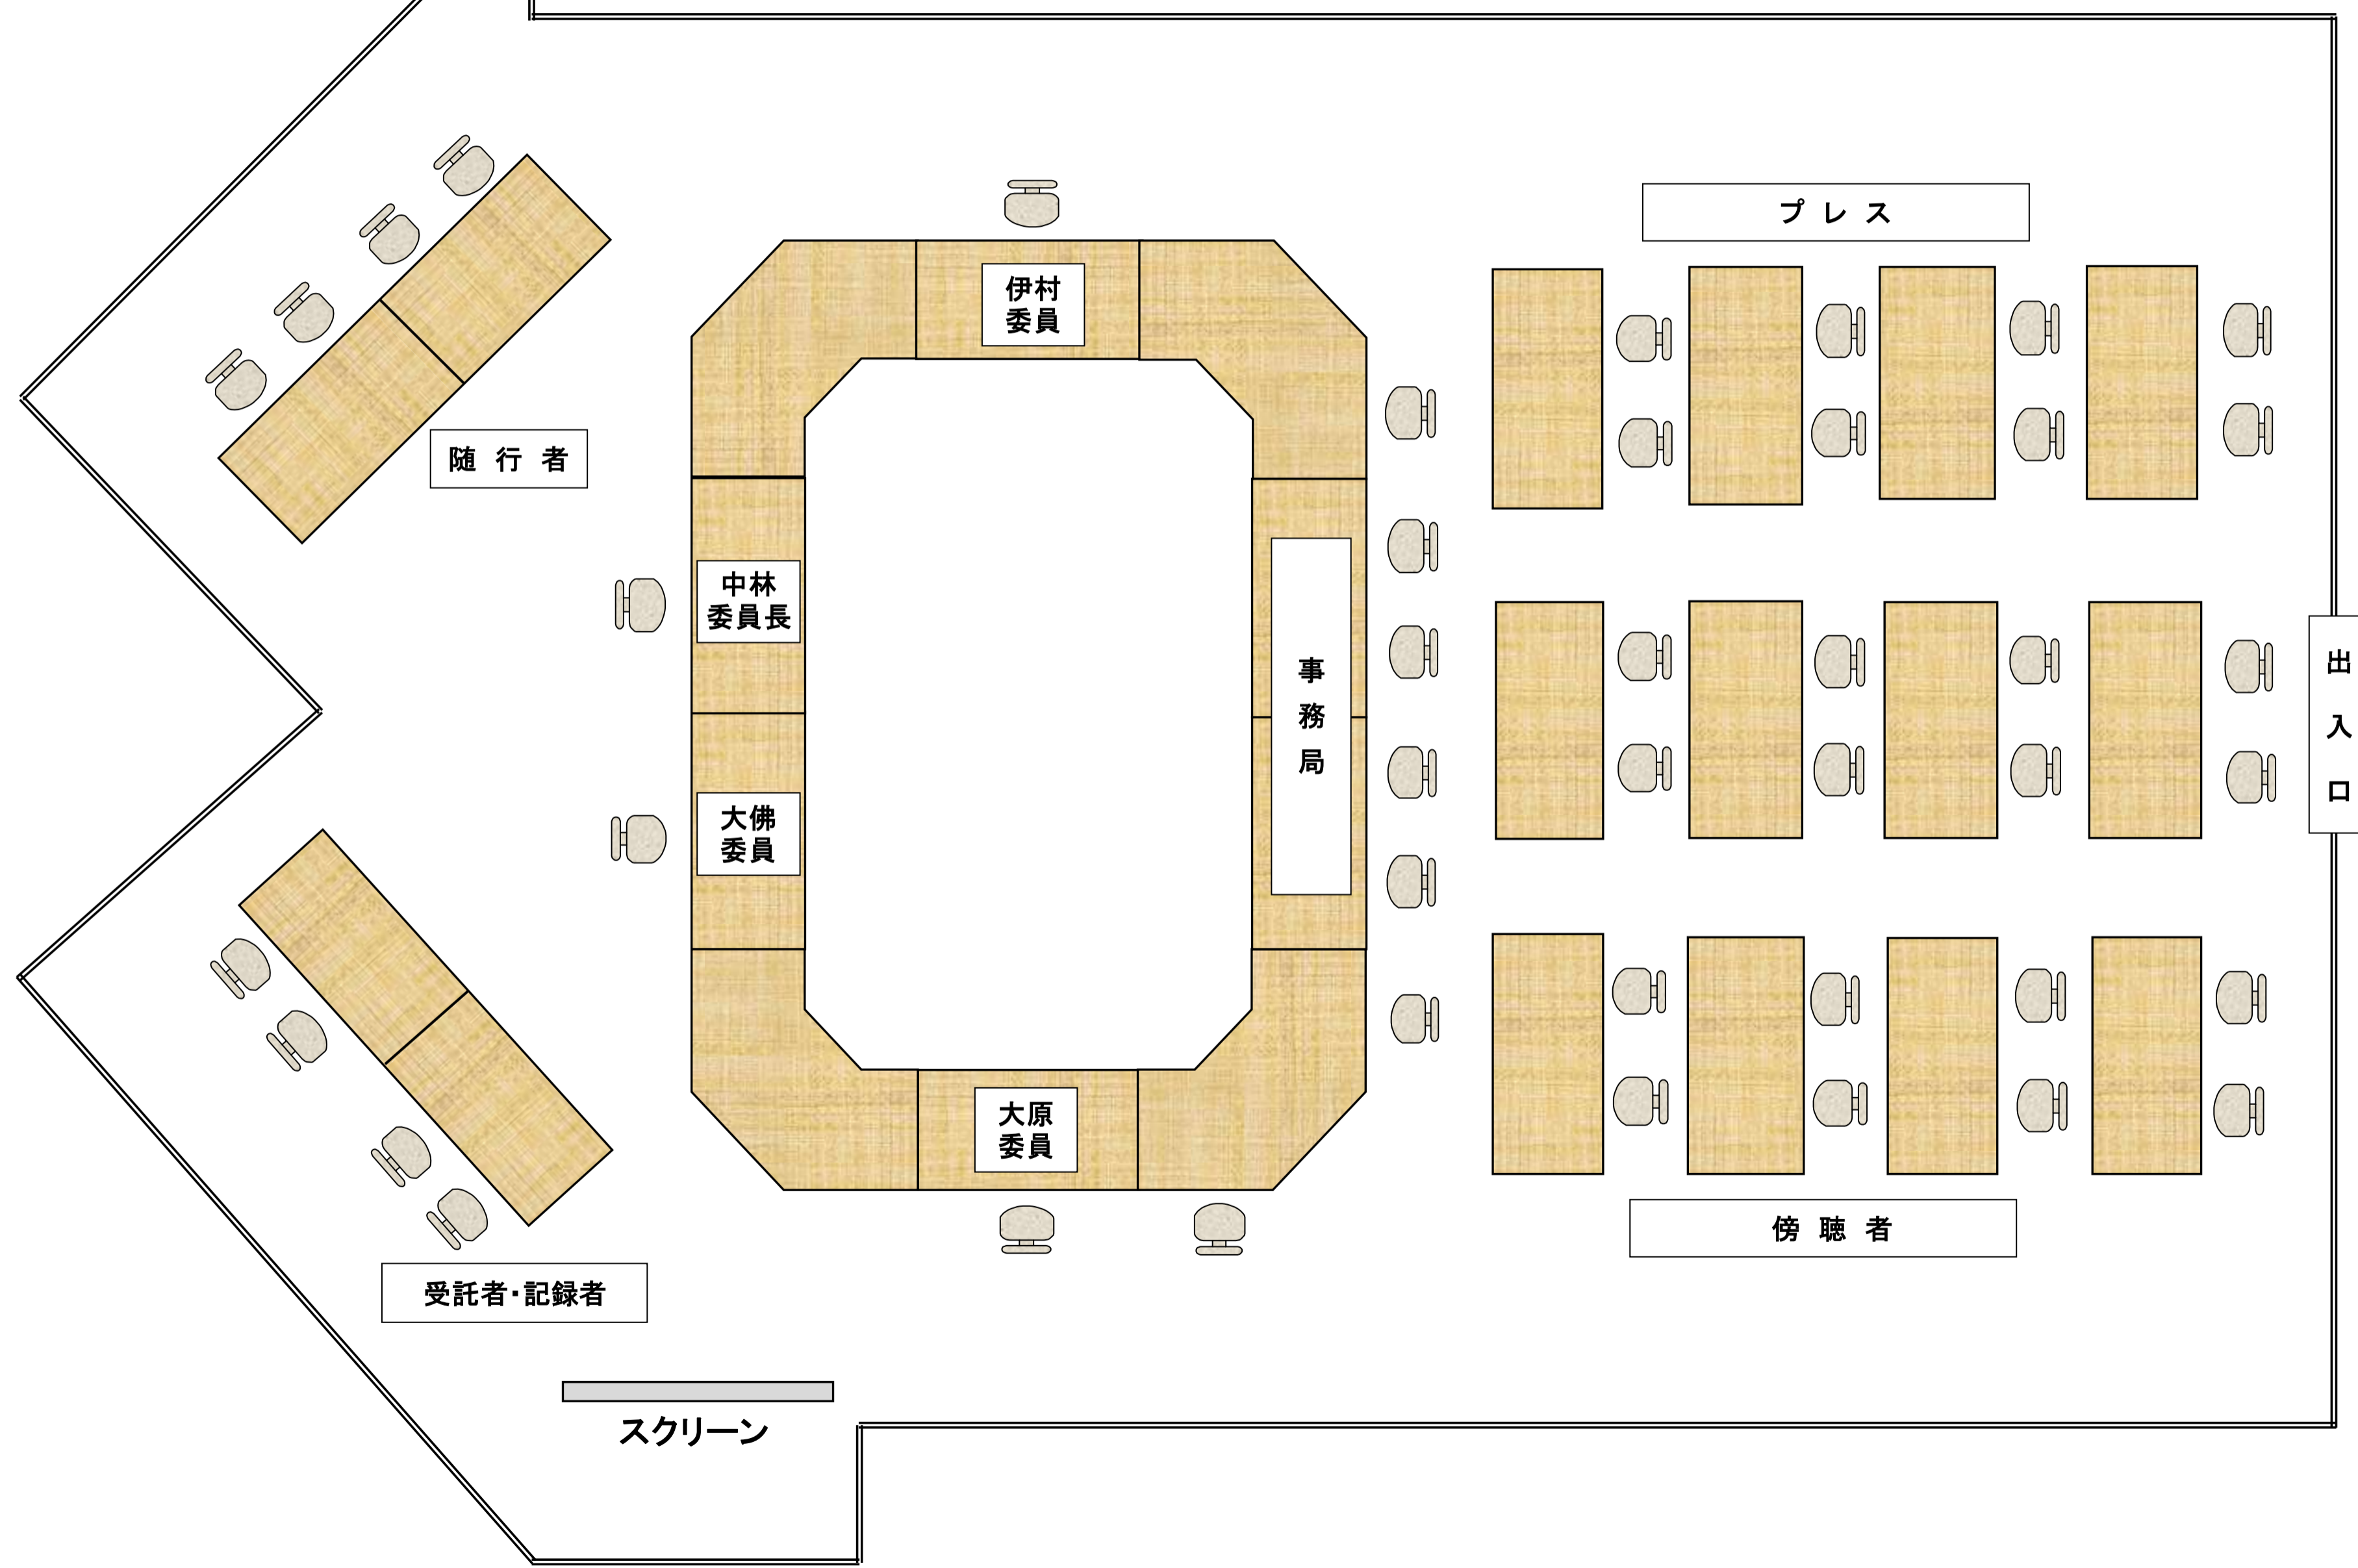 プレス
伊村
委員
随行者
中林
委員長
事務局
出入口
大佛
委員
大原
委員
傍聴者
受託者・記録者
スクリーン